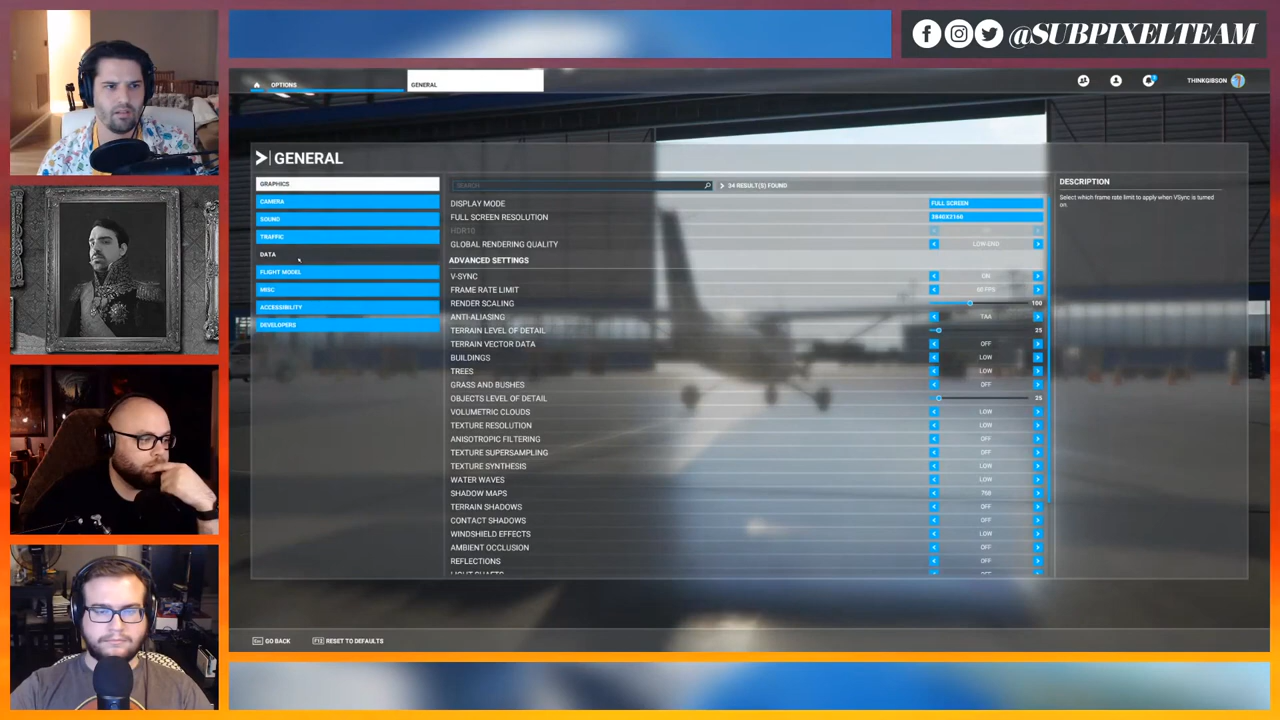 @SUBPIXELTEAM
OPTIONS
GENERAL
THINKGIBSON
GENERAL
GRAPHICS
CAMERA
SOUND
TRAFFIC
DATA
FLIGHT MODEL
MISC
ACCESSIBILITY
DEVELOPERS
SEARCH
34 RESULT(S) FOUND
DISPLAY MODE FULL SCREEN
FULL SCREEN RESOLUTION 3840X2160
HDR10
GLOBAL RENDERING QUALITY LOW-END
ADVANCED SETTINGS
V-SYNC ON
FRAME RATE LIMIT 60 FPS
RENDER SCALING 100
ANTI-ALIASING TAA
TERRAIN LEVEL OF DETAIL 25
TERRAIN VECTOR DATA OFF
BUILDINGS LOW
TREES LOW
GRASS AND BUSHES OFF
OBJECTS LEVEL OF DETAIL 25
VOLUMETRIC CLOUDS LOW
TEXTURE RESOLUTION LOW
ANISOTROPIC FILTERING OFF
TEXTURE SUPERSAMPLING OFF
TEXTURE SYNTHESIS LOW
WATER WAVES LOW
SHADOW MAPS 768
TERRAIN SHADOWS OFF
CONTACT SHADOWS OFF
WINDSHIELD EFFECTS LOW
AMBIENT OCCLUSION OFF
REFLECTIONS OFF
LIGHT SHAFTS OFF
DESCRIPTION
Select which frame rate limit to apply when VSync is turned
on.
Esc GO BACK
F12 RESET TO DEFAULTS